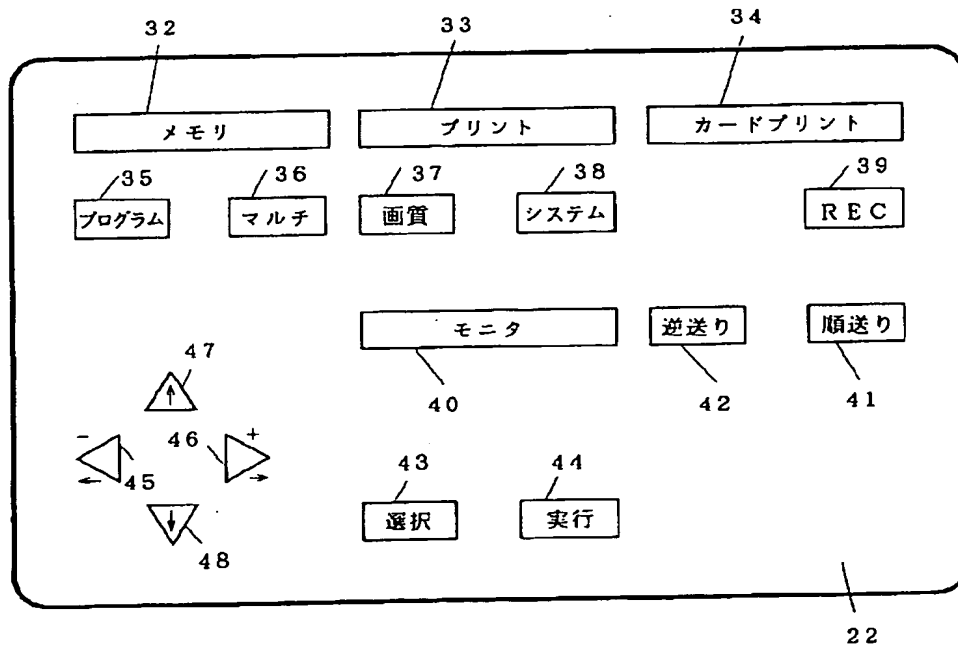 32 33 34
メモリ プリント カードプリント
35 36 37 38 39
プログラム マルチ 画質 システム REC
モニタ 逆送り 順送り
47 40 42 41
↑
- 46 +
← 45 →
43 44
↓ 選択 実行
48
22